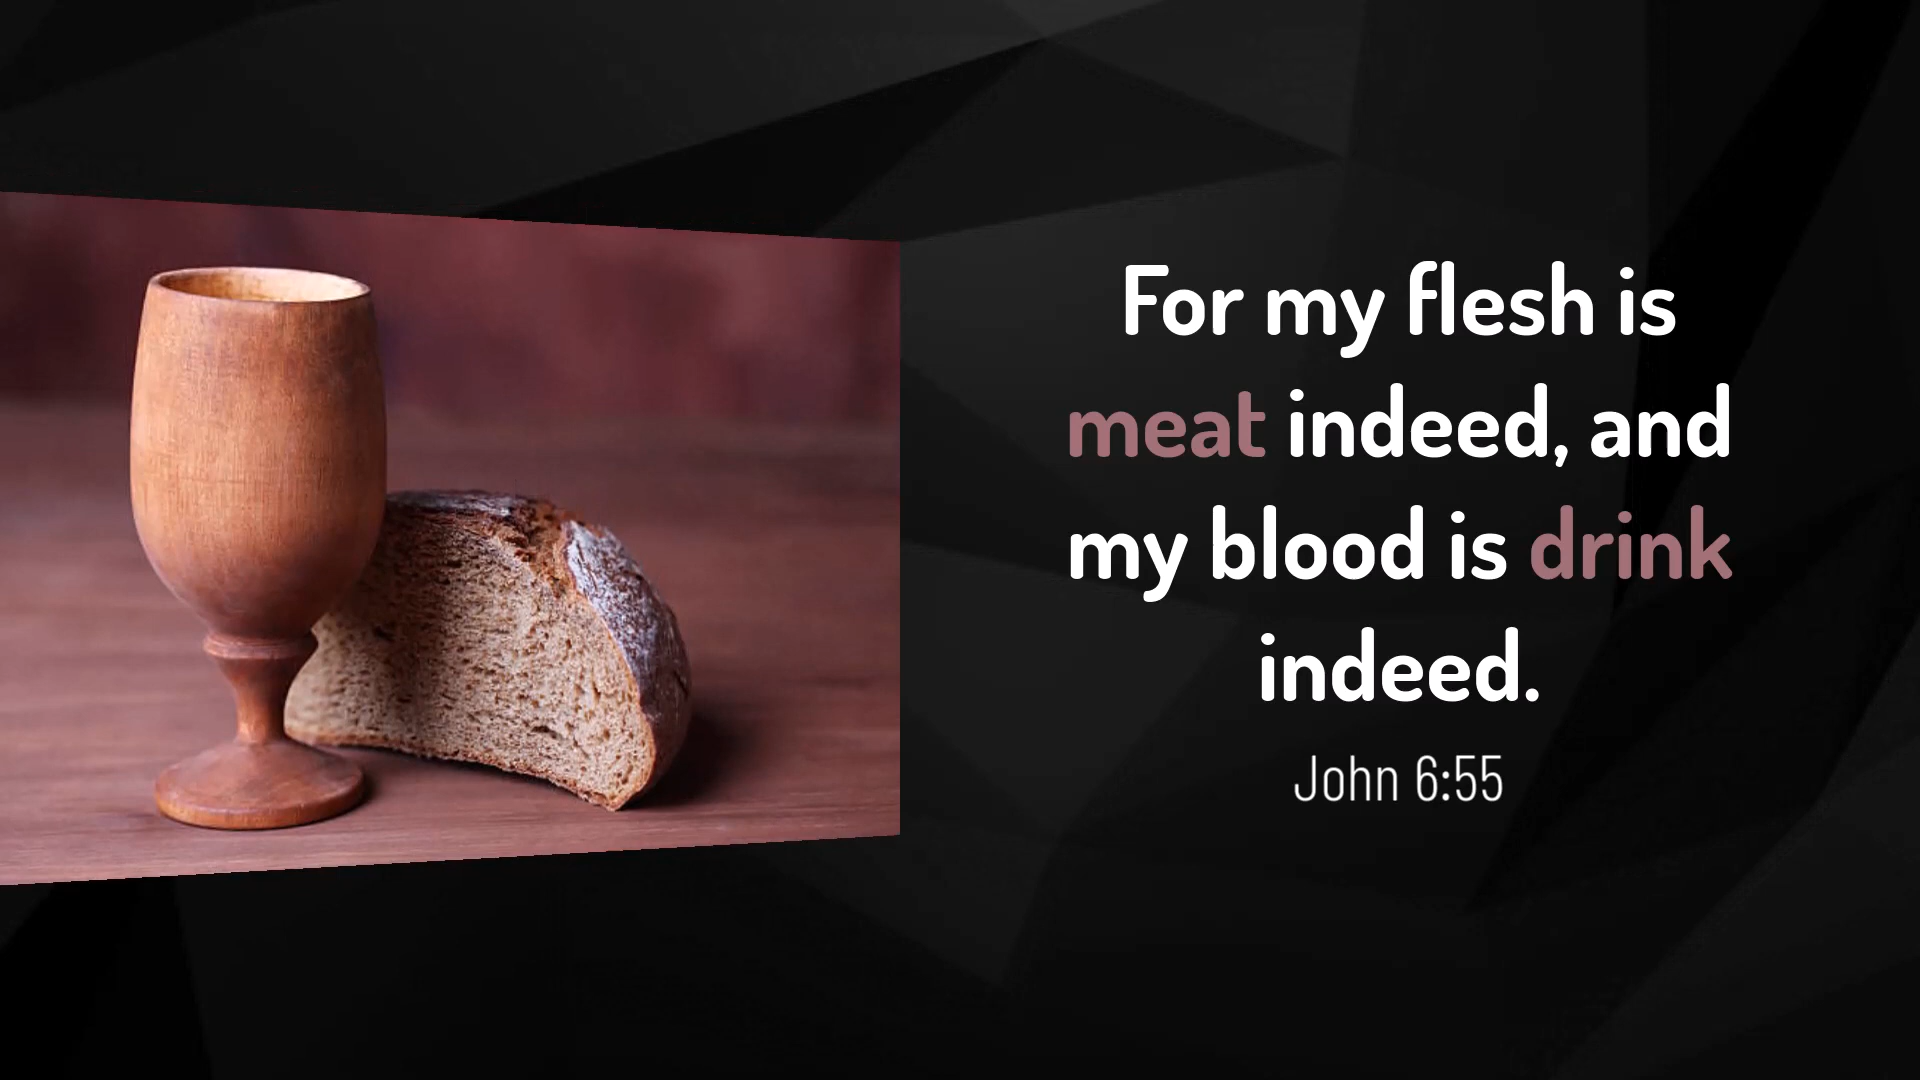 For my flesh is
meat indeed, and
my blood is drink
indeed.
John 6:55